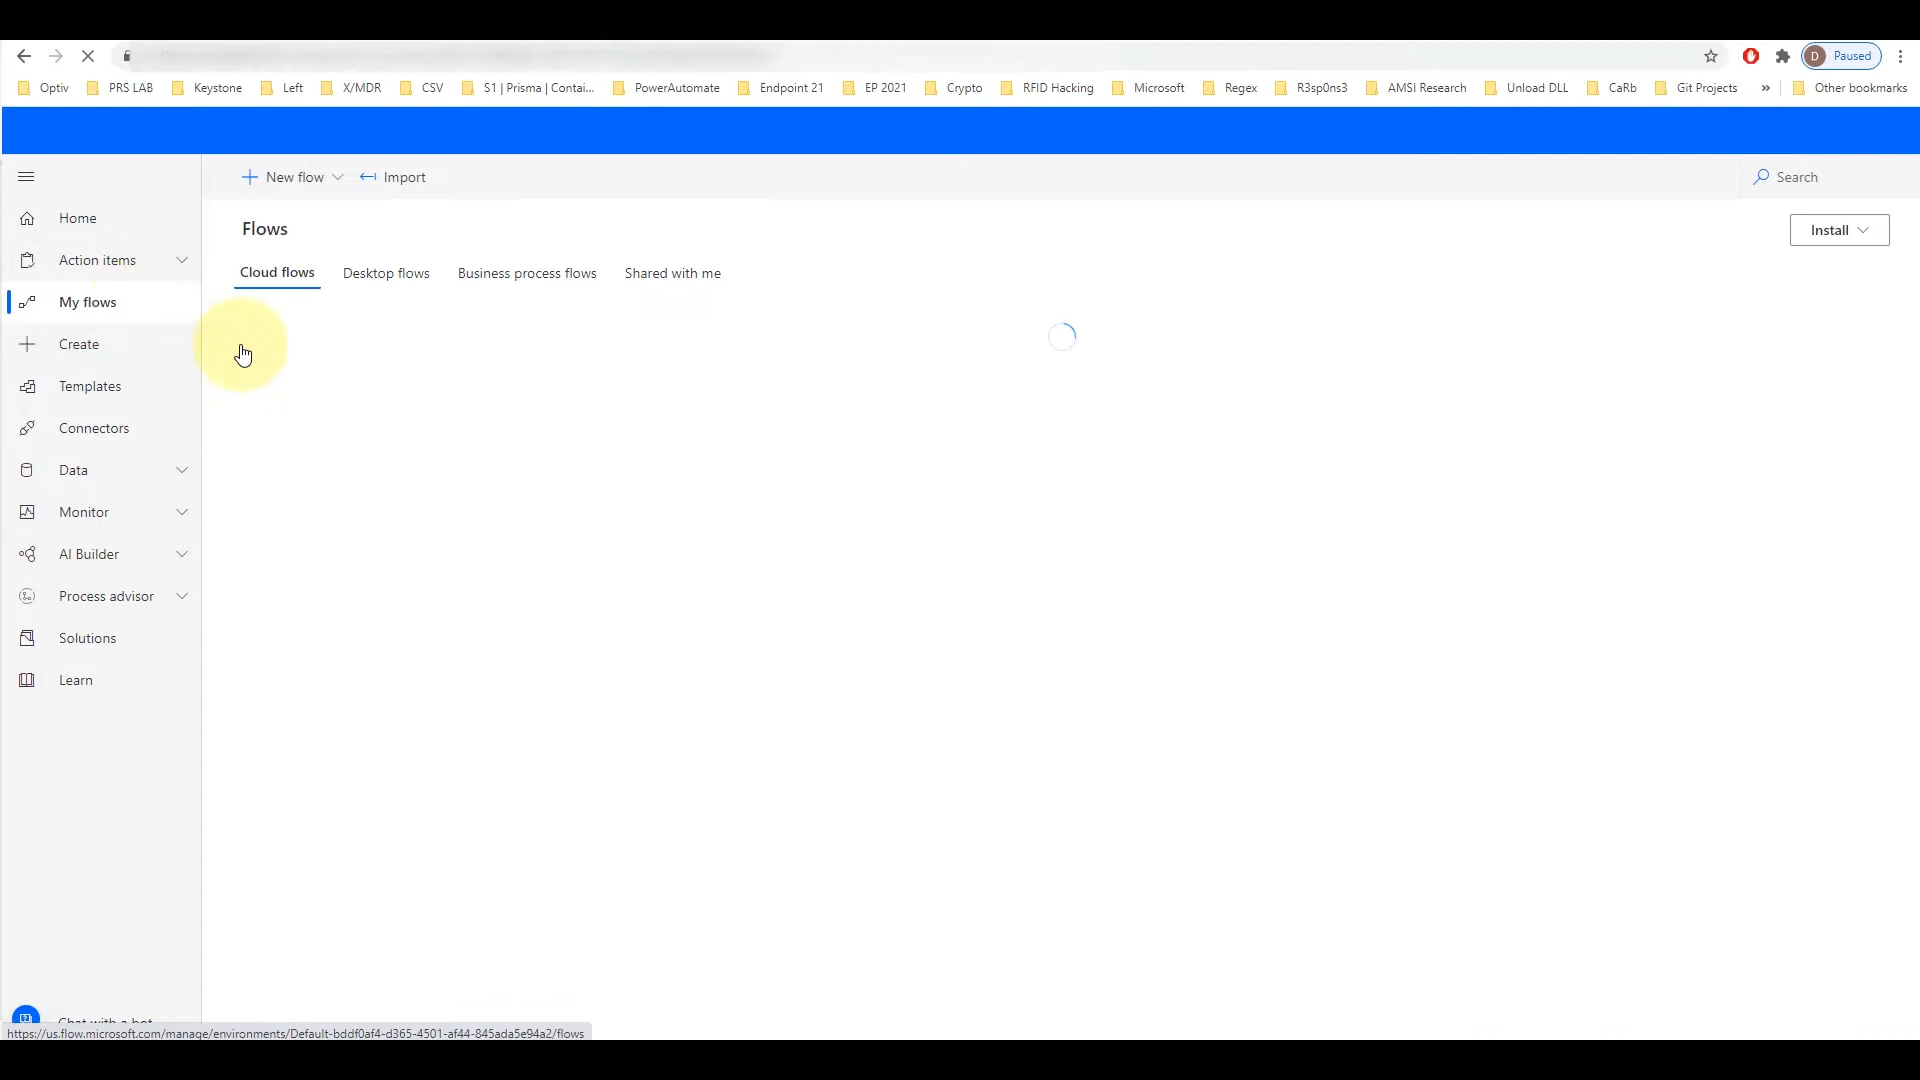 D Paused
Optiv PRS LAB Keystone Left X/MDR CSV S1 | Prisma | Contai... PowerAutomate Endpoint 21 EP 2021 Crypto RFID Hacking Microsoft Regex R3sp0ns3 AMSI Research Unload DLL CaRb Git Projects » Other bookmarks
New flow Import Search
Home
Flows
Install
Action items
Cloud flows Desktop flows Business process flows Shared with me
My flows
Create
Templates
Connectors
Data
Monitor
AI Builder
Process advisor
Solutions
Learn
Chat with a bot
https://us.flow.microsoft.com/manage/environments/Default-bddf0af4-d365-4501-af44-845ada5e94a2/flows